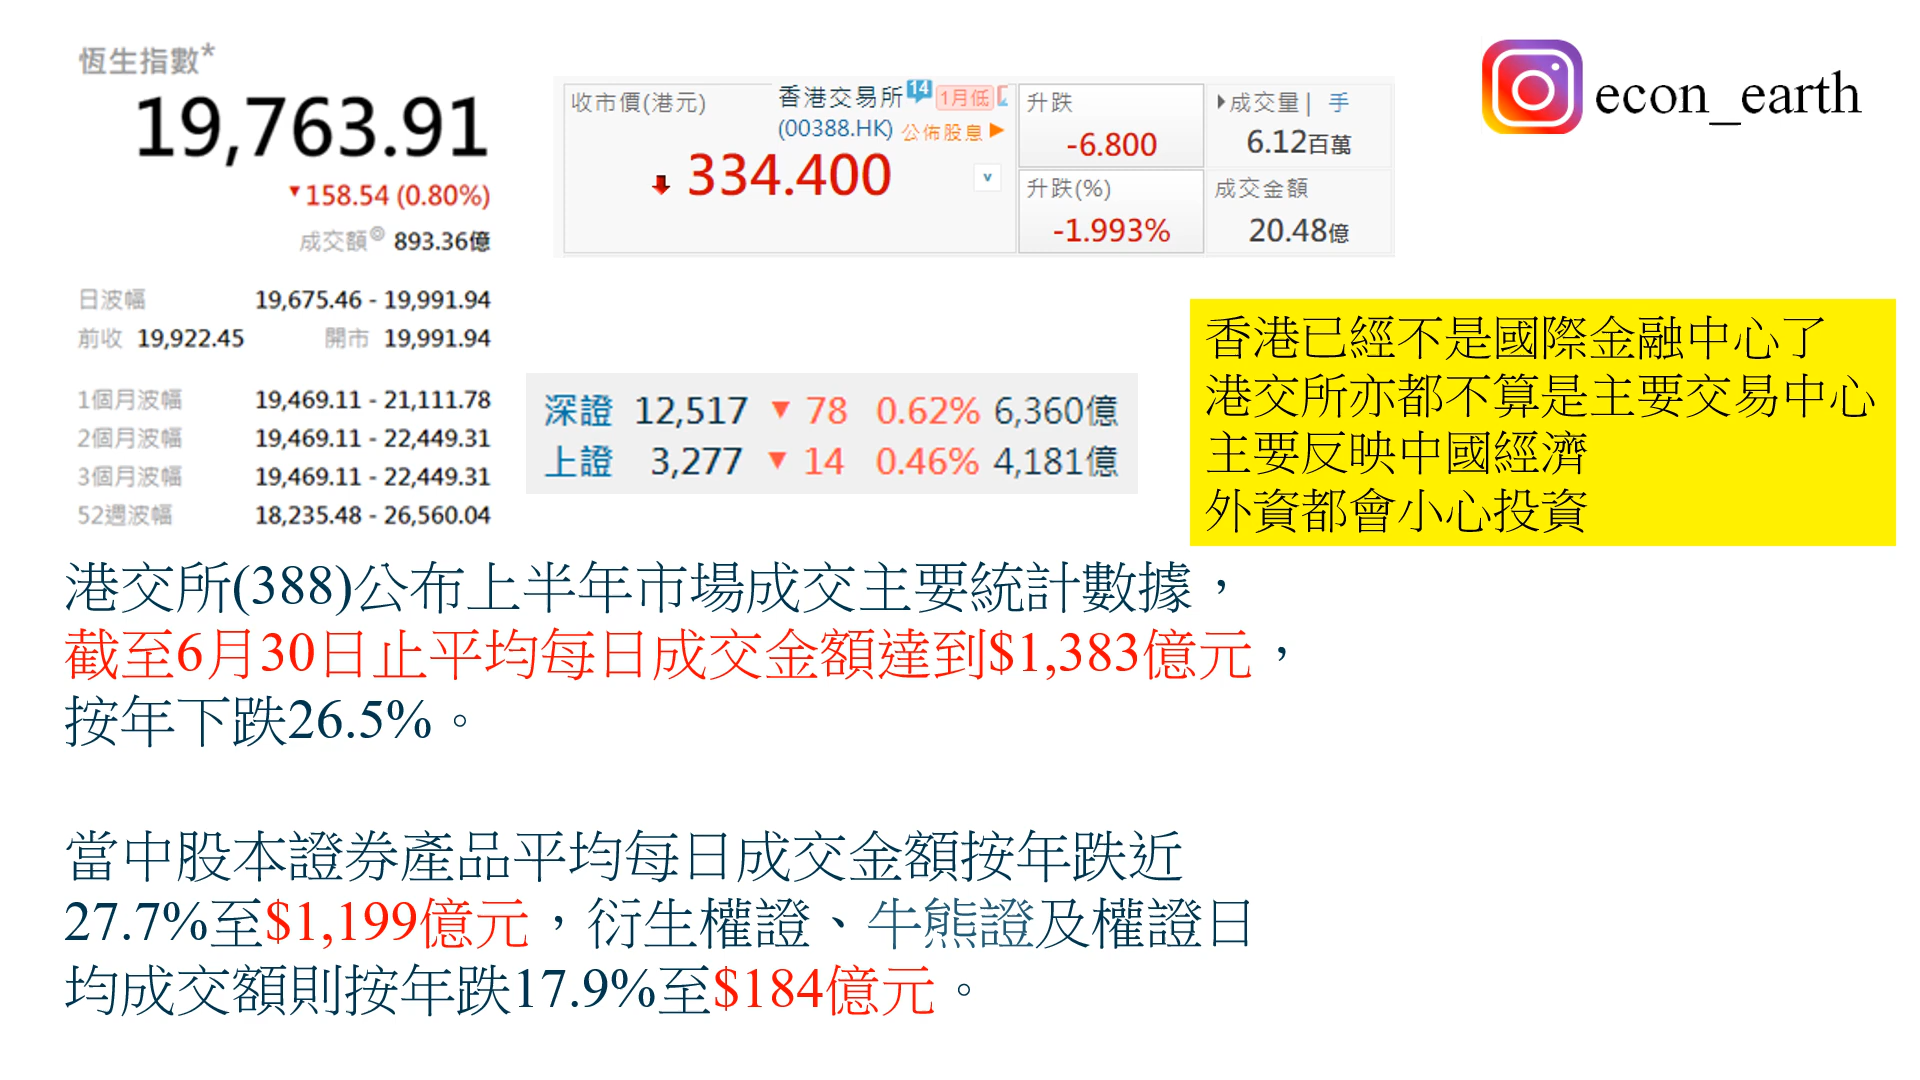 恆生指數*
19,763.91
▼158.54 (0.80%)
成交額◎ 893.36億
日波幅 19,675.46 - 19,991.94
前收 19,922.45 開市 19,991.94
1個月波幅 19,469.11 - 21,111.78
2個月波幅 19,469.11 - 22,449.31
3個月波幅 19,469.11 - 22,449.31
52週波幅 18,235.48 - 26,560.04
收市價(港元) 香港交易所 14 1月低
(00388.HK) 公佈股息 ▶
334.400
升跌
-6.800
升跌(%)
-1.993%
成交量| 手
6.12百萬
成交金額
20.48億
econ_earth
深證 12,517 ▼ 78 0.62% 6,360億
上證 3,277 ▼ 14 0.46% 4,181億
香港已經不是國際金融中心了
港交所亦都不算是主要交易中心
主要反映中國經濟
外資都會小心投資
港交所(388)公布上半年市場成交主要統計數據，
截至6月30日止平均每日成交金額達到$1,383億元，
按年下跌26.5%。
當中股本證券產品平均每日成交金額按年跌近
27.7%至$1,199億元，衍生權證、牛熊證及權證日
均成交額則按年跌17.9%至$184億元。